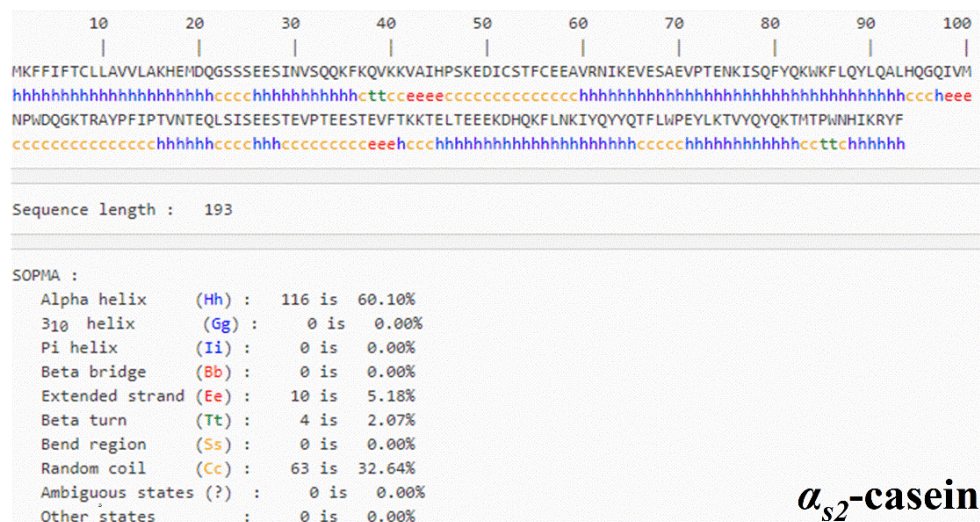 10 20 30 40 50 60 70 80 90 100
| | | | | | | | | |
MKFFIFTCLLAVVLAKHEMDQGSSSEESINVSQQKFKQVKKVAIHPSKEDICSTFCEEAVRNIKEVESAEVPTENKISQFYQKWKFLQYLQALHQGQIVM
hhhhhhhhhhhhhhhhhhhhhcccchhhhhhhhhhhcttcceeeecccccccccccccchhhhhhhhhhhhhhhhhhhhhhhhhhhhhhhhhhcccheee
NPWDQGKTRAYPFIPTVNTEQLSISEESTEVPTEESTEVFTKKTELTEEEKDHQKFLNKIYQYYQTFLWPEYLKTVYQYQKTMTPWNHIKRYF
ccccccccccccccchhhhhhcccchhhccccccccceeehccchhhhhhhhhhhhhhhhhhhhhccccchhhhhhhhhhhhccttchhhhhh
Sequence length : 193
SOPMA :
Alpha helix (Hh) : 116 is 60.10%
3₁₀ helix (Gg) : 0 is 0.00%
Pi helix (Ii) : 0 is 0.00%
Beta bridge (Bb) : 0 is 0.00%
Extended strand (Ee) : 10 is 5.18%
Beta turn (Tt) : 4 is 2.07%
Bend region (Ss) : 0 is 0.00%
Random coil (Cc) : 63 is 32.64%
Ambiguous states (?) : 0 is 0.00%
Other states : 0 is 0.00%
αs2-casein